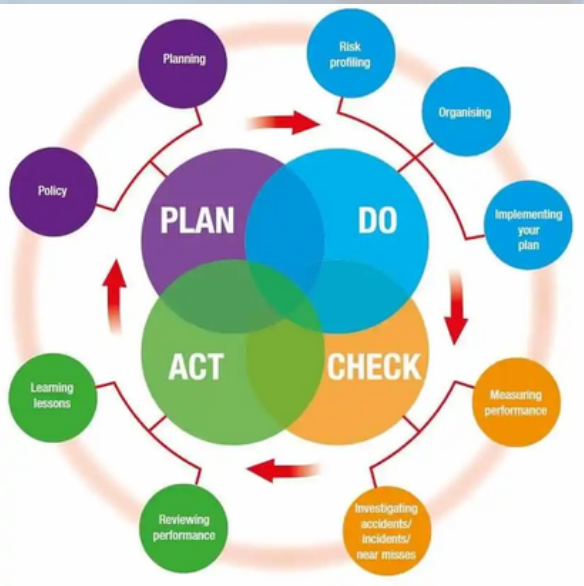 Planning
Risk
profiling
Organising
Policy
Implementing
your
plan
PLAN
DO
ACT
CHECK
Learning
lessons
Measuring
performance
Reviewing
performance
Investigating
accidents/
incidents/
near misses